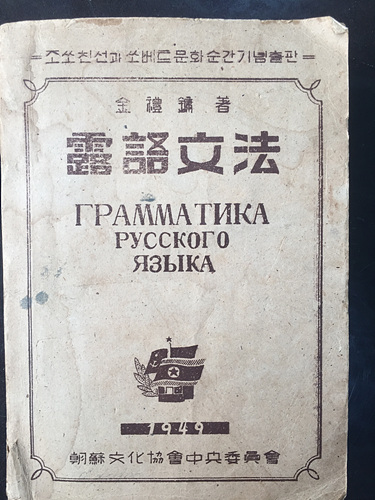 =조쏘친선과 쏘베트문화순간기념출판=
金禮鏞 著
露語文法
ГРАММАТИКА
РУССКОГО
ЯЗЫКА
1949
朝蘇文化協會中央委員會